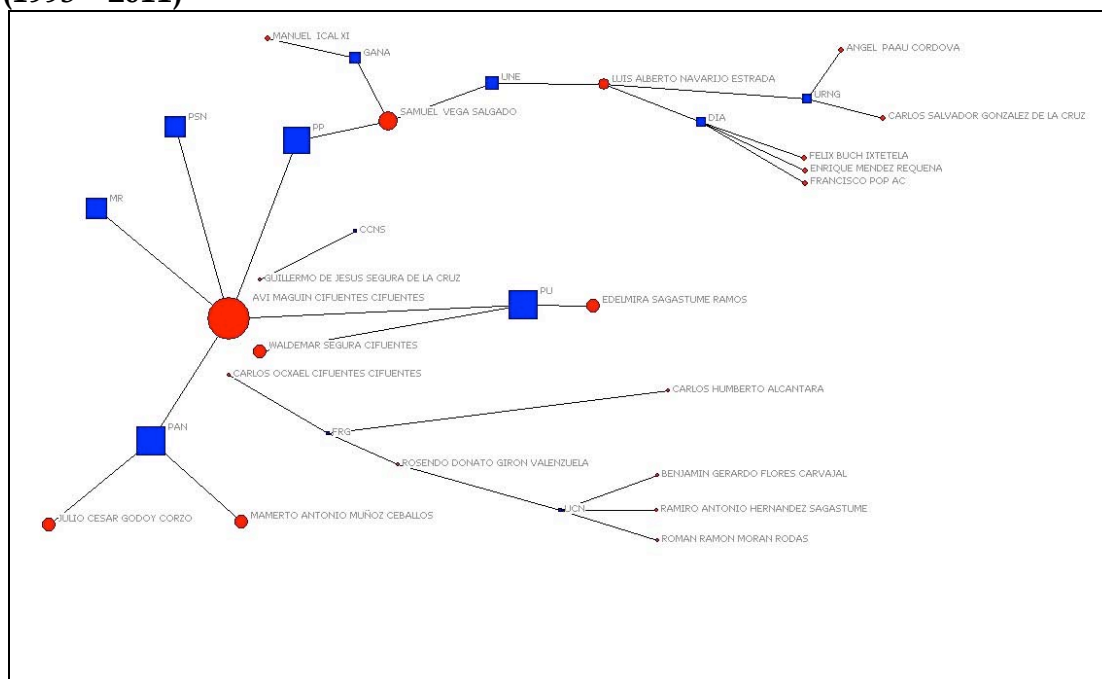 (1995 – 2011)
MANUEL ICAL XI
GANA
ANGEL PAAU CORDOVA
UNE
LUIS ALBERTO NAVARIJO ESTRADA
URNG
SAMUEL VEGA SALGADO
CARLOS SALVADOR GONZALEZ DE LA CRUZ
PSN
PP
DIA
FELIX BUCH IXTETELA
ENRIQUE MENDEZ REQUENA
FRANCISCO POP AC
MR
CCNS
GUILLERMO DE JESUS SEGURA DE LA CRUZ
AVI MAGUIN CIFUENTES CIFUENTES
PU
EDELMIRA SAGASTUME RAMOS
WALDEMAR SEGURA CIFUENTES
CARLOS OCXAEL CIFUENTES CIFUENTES
CARLOS HUMBERTO ALCANTARA
PAN
FRG
ROSENDO DONATO GIRON VALENZUELA
BENJAMIN GERARDO FLORES CARVAJAL
UCN
RAMIRO ANTONIO HERNANDEZ SAGASTUME
JULIO CESAR GODOY CORZO
MAMERTO ANTONIO MUÑOZ CEBALLOS
ROMAN RAMON MORAN RODAS